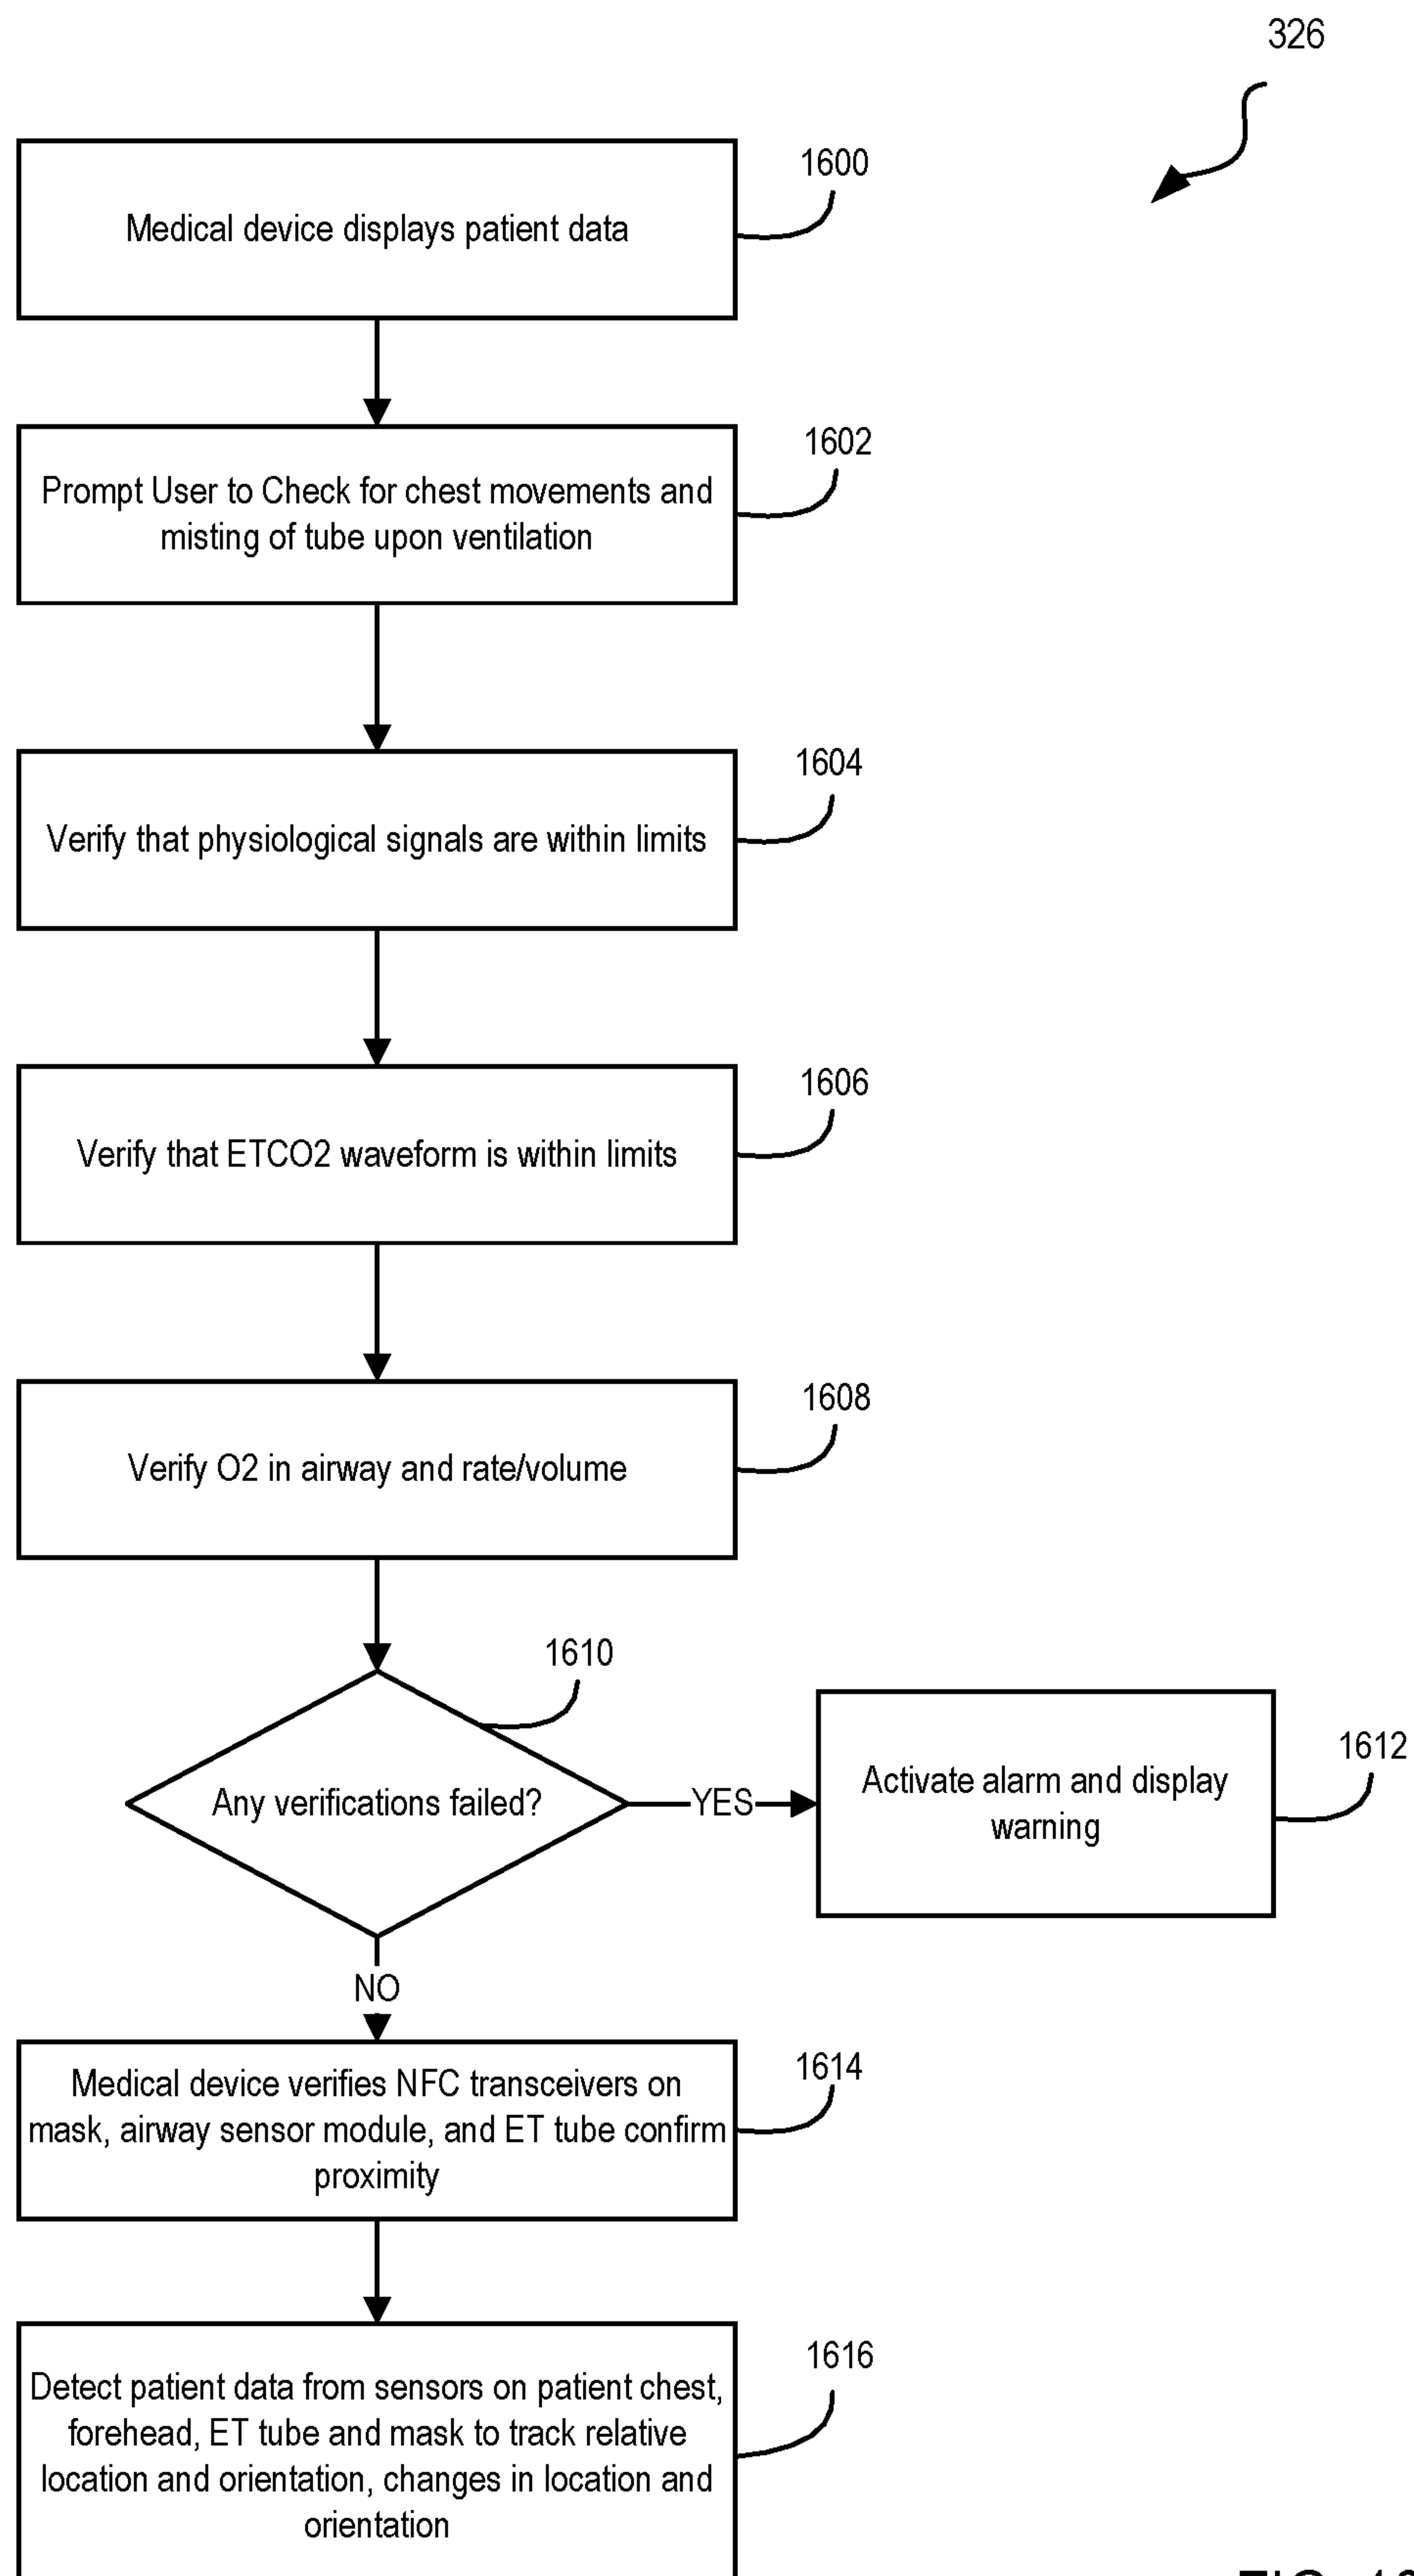 326
Medical device displays patient data
1600
Prompt User to Check for chest movements and
misting of tube upon ventilation
1602
Verify that physiological signals are within limits
1604
Verify that ETCO2 waveform is within limits
1606
Verify O2 in airway and rate/volume
1608
Any verifications failed?
1610
YES
Activate alarm and display
warning
1612
NO
Medical device verifies NFC transceivers on
mask, airway sensor module, and ET tube confirm
proximity
1614
Detect patient data from sensors on patient chest,
forehead, ET tube and mask to track relative
location and orientation, changes in location and
orientation
1616